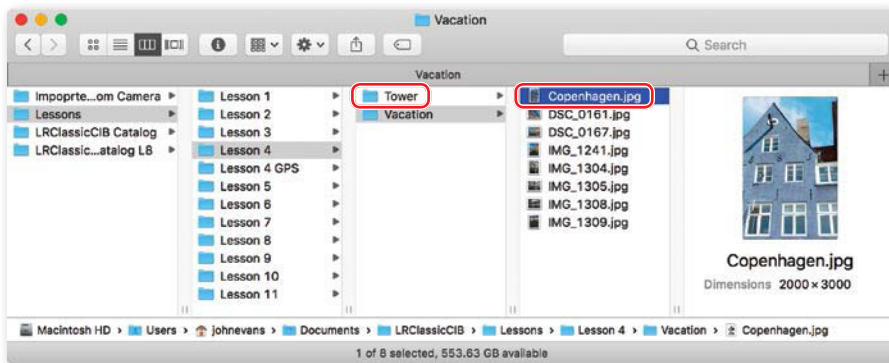 Vacation
Search
Vacation
Impoprte...om Camera
Lessons
LRClassicCIB Catalog
LRClassic...atalog L8
Lesson 1
Lesson 2
Lesson 3
Lesson 4
Lesson 4 GPS
Lesson 5
Lesson 6
Lesson 7
Lesson 8
Lesson 9
Lesson 10
Lesson 11
Tower
Vacation
Copenhagen.jpg
DSC_0161.jpg
DSC_0167.jpg
IMG_1241.jpg
IMG_1304.jpg
IMG_1305.jpg
IMG_1308.jpg
IMG_1309.jpg
Copenhagen.jpg
Dimensions 2000 × 3000
Macintosh HD › Users › johnevans › Documents › LRClassicCIB › Lessons › Lesson 4 › Vacation › Copenhagen.jpg
1 of 8 selected, 553.63 GB available